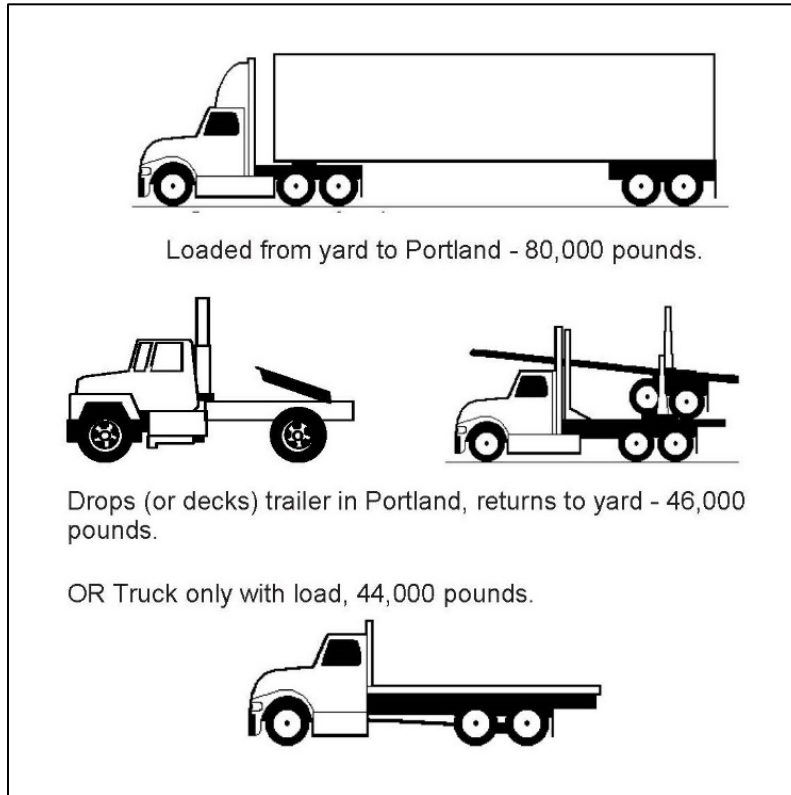 Loaded from yard to Portland - 80,000 pounds.
Drops (or decks) trailer in Portland, returns to yard - 46,000
pounds.
OR Truck only with load, 44,000 pounds.